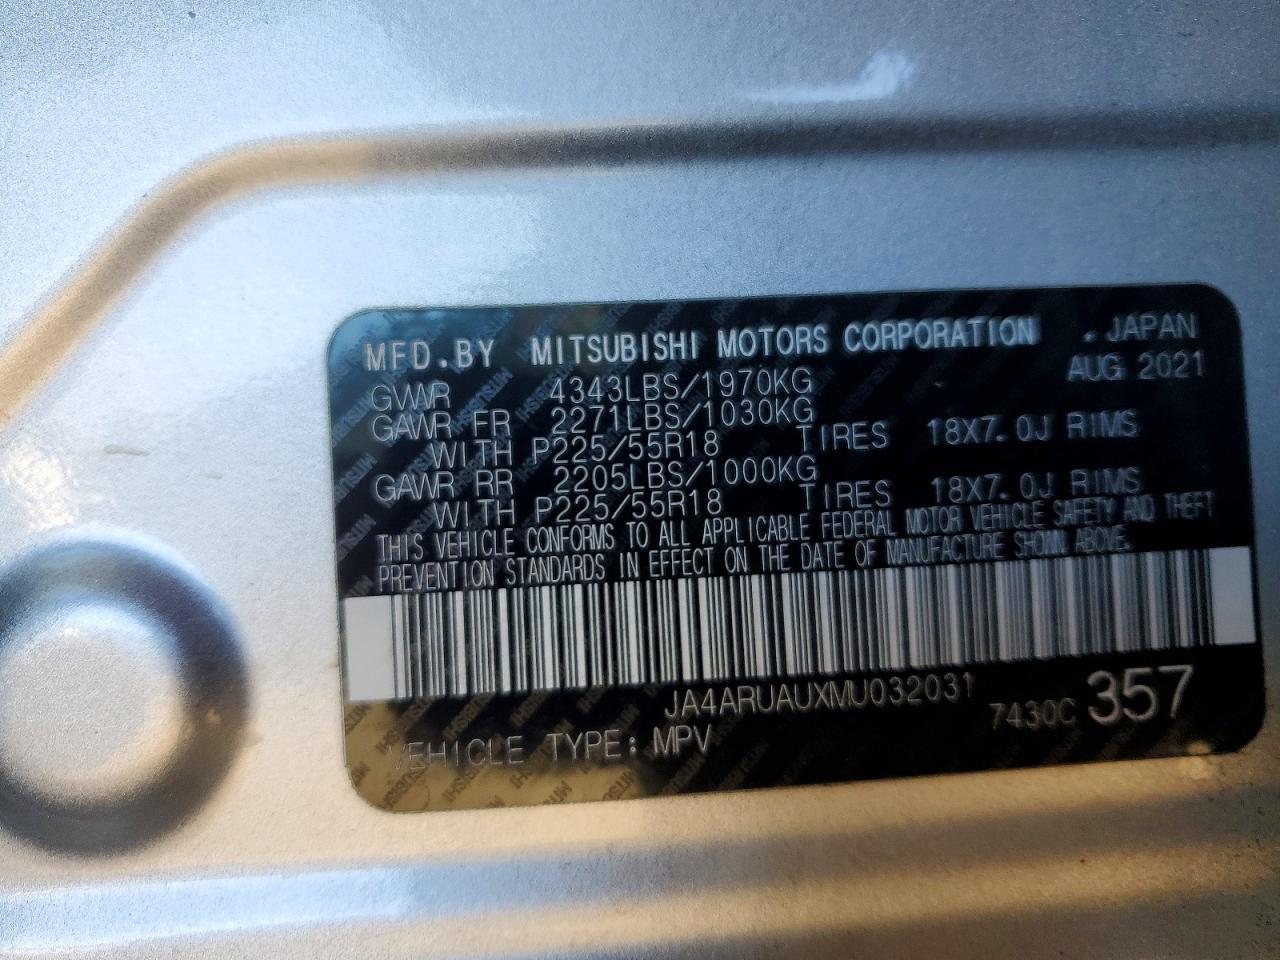 MFD.BY MITSUBISHI MOTORS CORPORATION .JAPAN
GVWR 4343LBS/1970KG AUG 2021
GAWR FR 2271LBS/1030KG
WITH P225/55R18 TIRES 18X7.0J RIMS
GAWR RR 2205LBS/1000KG
WITH P225/55R18 TIRES 18X7.0J RIMS
THIS VEHICLE CONFORMS TO ALL APPLICABLE FEDERAL MOTOR VEHICLE SAFETY AND THEFT
PREVENTION STANDARDS IN EFFECT ON THE DATE OF MANUFACTURE SHOWN ABOVE.
JA4ARUAUXMU032031
7430C 357
VEHICLE TYPE: MPV